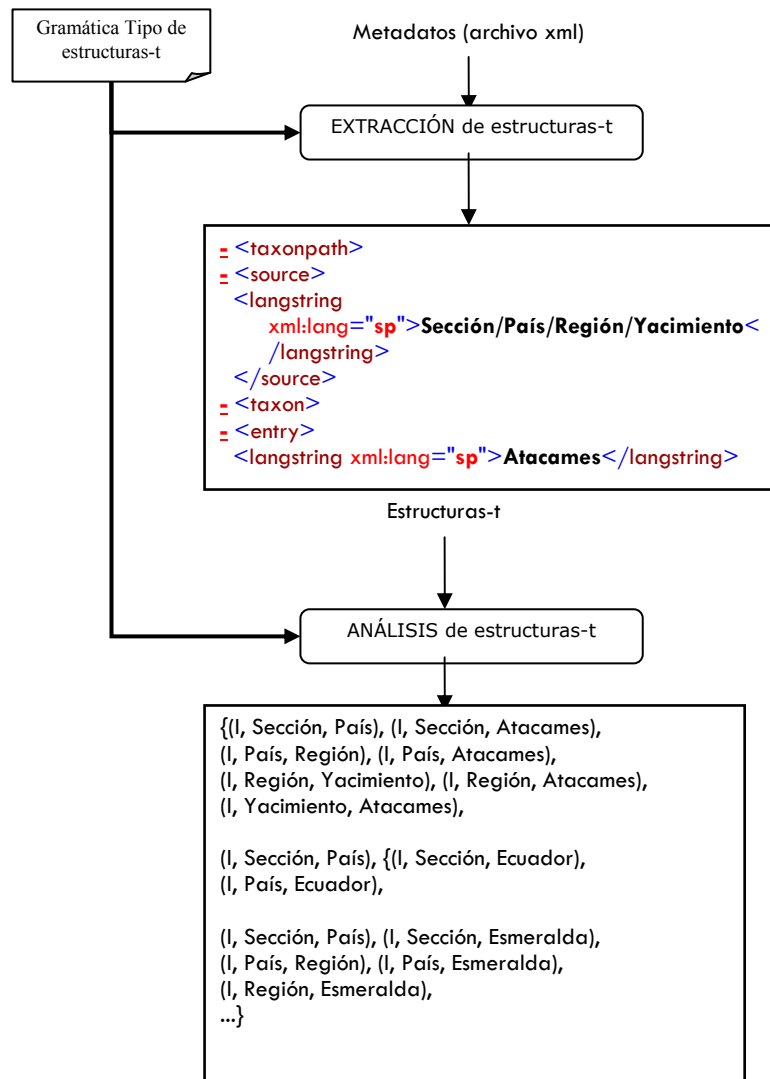 Gramática Tipo de
estructuras-t
Metadatos (archivo xml)
EXTRACCIÓN de estructuras-t
- <taxonpath>
- <source>
<langstring
xml:lang="sp">Sección/País/Región/Yacimiento<
/langstring>
</source>
- <taxon>
- <entry>
<langstring xml:lang="sp">Atacames</langstring>
Estructuras-t
ANÁLISIS de estructuras-t
{(I, Sección, País), (I, Sección, Atacames),
(I, País, Región), (I, País, Atacames),
(I, Región, Yacimiento), (I, Región, Atacames),
(I, Yacimiento, Atacames),
(I, Sección, País), {(I, Sección, Ecuador),
(I, País, Ecuador),
(I, Sección, País), (I, Sección, Esmeralda),
(I, País, Región), (I, País, Esmeralda),
(I, Región, Esmeralda),
...}